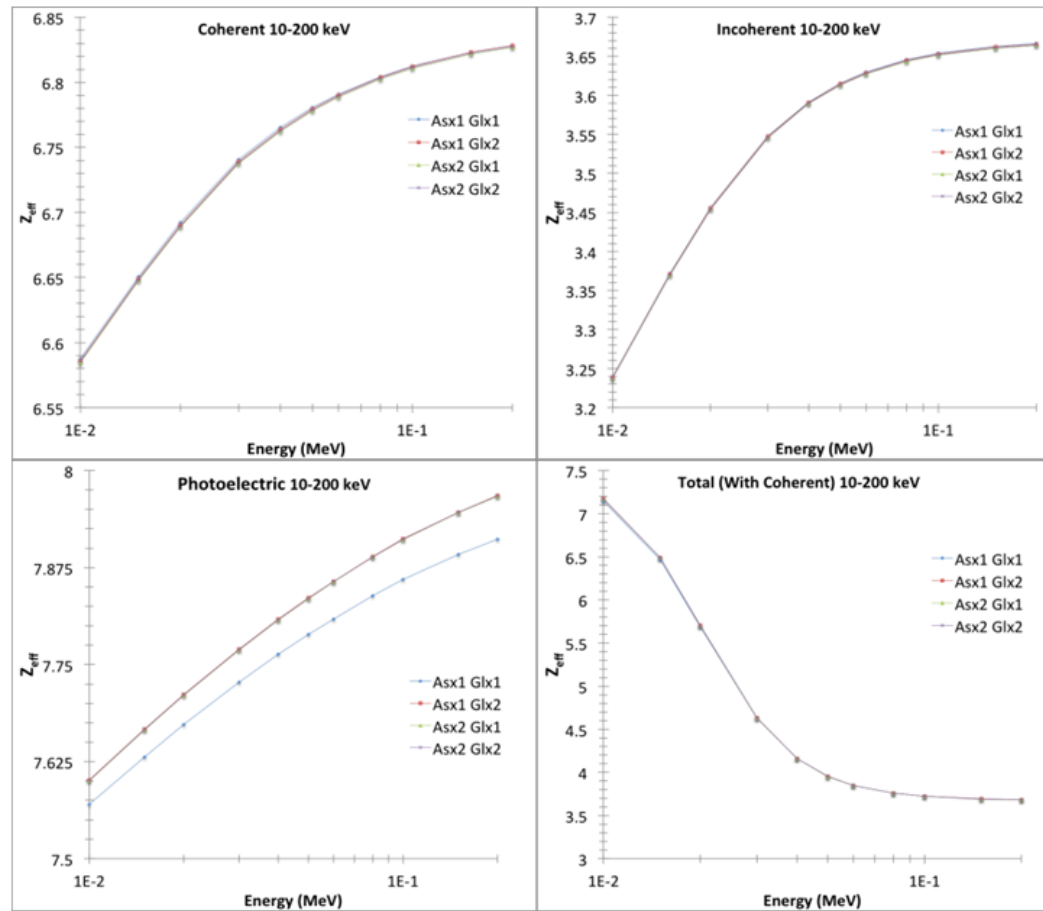 Coherent 10-200 keV
6.85
6.8
6.75
6.7
6.65
6.6
6.55
Zeff
Asx1 Glx1
Asx1 Glx2
Asx2 Glx1
Asx2 Glx2
1E-2
1E-1
Energy (MeV)
Incoherent 10-200 keV
3.7
3.65
3.6
3.55
3.5
3.45
3.4
3.35
3.3
3.25
3.2
Zeff
Asx1 Glx1
Asx1 Glx2
Asx2 Glx1
Asx2 Glx2
1E-2
1E-1
Energy (MeV)
Photoelectric 10-200 keV
8
7.875
7.75
7.625
7.5
Zeff
Asx1 Glx1
Asx1 Glx2
Asx2 Glx1
Asx2 Glx2
1E-2
1E-1
Energy (MeV)
Total (With Coherent) 10-200 keV
7.5
7
6.5
6
5.5
5
4.5
4
3.5
3
Zeff
Asx1 Glx1
Asx1 Glx2
Asx2 Glx1
Asx2 Glx2
1E-2
1E-1
Energy (MeV)